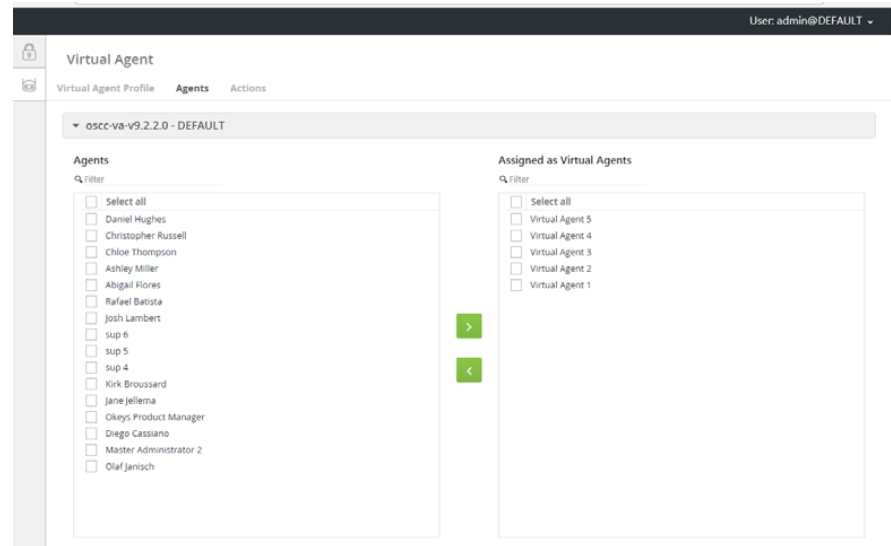 User: admin@DEFAULT
Virtual Agent
Virtual Agent Profile Agents Actions
oscc-va-v9.2.2.0 - DEFAULT
Agents
Filter
Select all
Daniel Hughes
Christopher Russell
Chloe Thompson
Ashley Miller
Abigail Flores
Rafael Batista
Josh Lambert
sup 6
sup 5
sup 4
Kirk Broussard
Jane Jellema
Okeys Product Manager
Diego Cassiano
Master Administrator 2
Olaf Janisch
Assigned as Virtual Agents
Filter
Select all
Virtual Agent 5
Virtual Agent 4
Virtual Agent 3
Virtual Agent 2
Virtual Agent 1